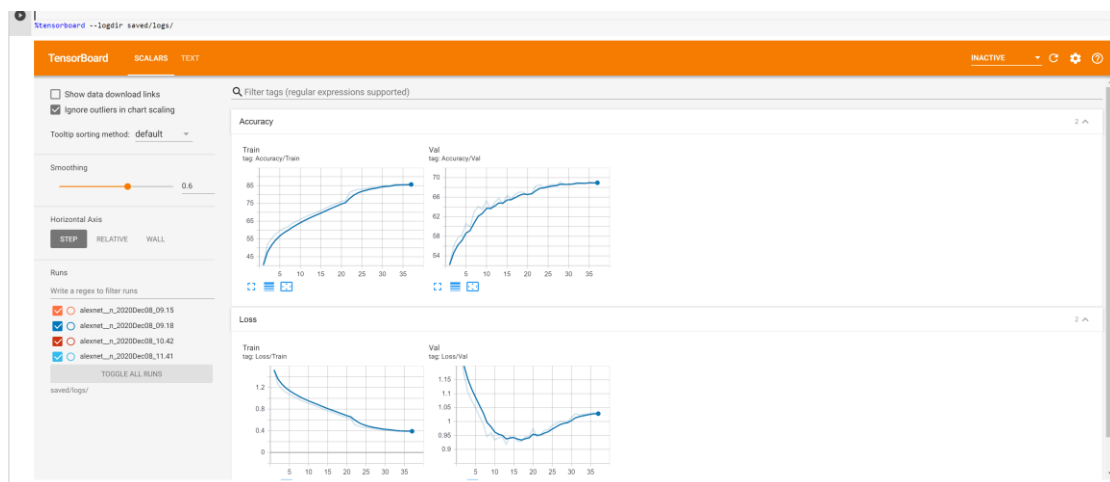 %tensorboard --logdir saved/logs/
TensorBoard SCALARS TEXT INACTIVE
Show data download links
Ignore outliers in chart scaling
Tooltip sorting method: default
Smoothing
0.6
Horizontal Axis
STEP RELATIVE WALL
Runs
Write a regex to filter runs
alexnet__n_2020Dec08_09.15
alexnet__n_2020Dec08_09.18
alexnet__n_2020Dec08_10.42
alexnet__n_2020Dec08_11.41
TOGGLE ALL RUNS
saved/logs/
Filter tags (regular expressions supported)
Accuracy 2
Train
tag: Accuracy/Train
85
75
65
55
45
5 10 15 20 25 30 35
Val
tag: Accuracy/Val
70
66
62
58
54
5 10 15 20 25 30 35
Loss 2
Train
tag: Loss/Train
1.2
0.8
0.4
0
5 10 15 20 25 30 35
Val
tag: Loss/Val
1.15
1.1
1.05
1
0.95
0.9
5 10 15 20 25 30 35